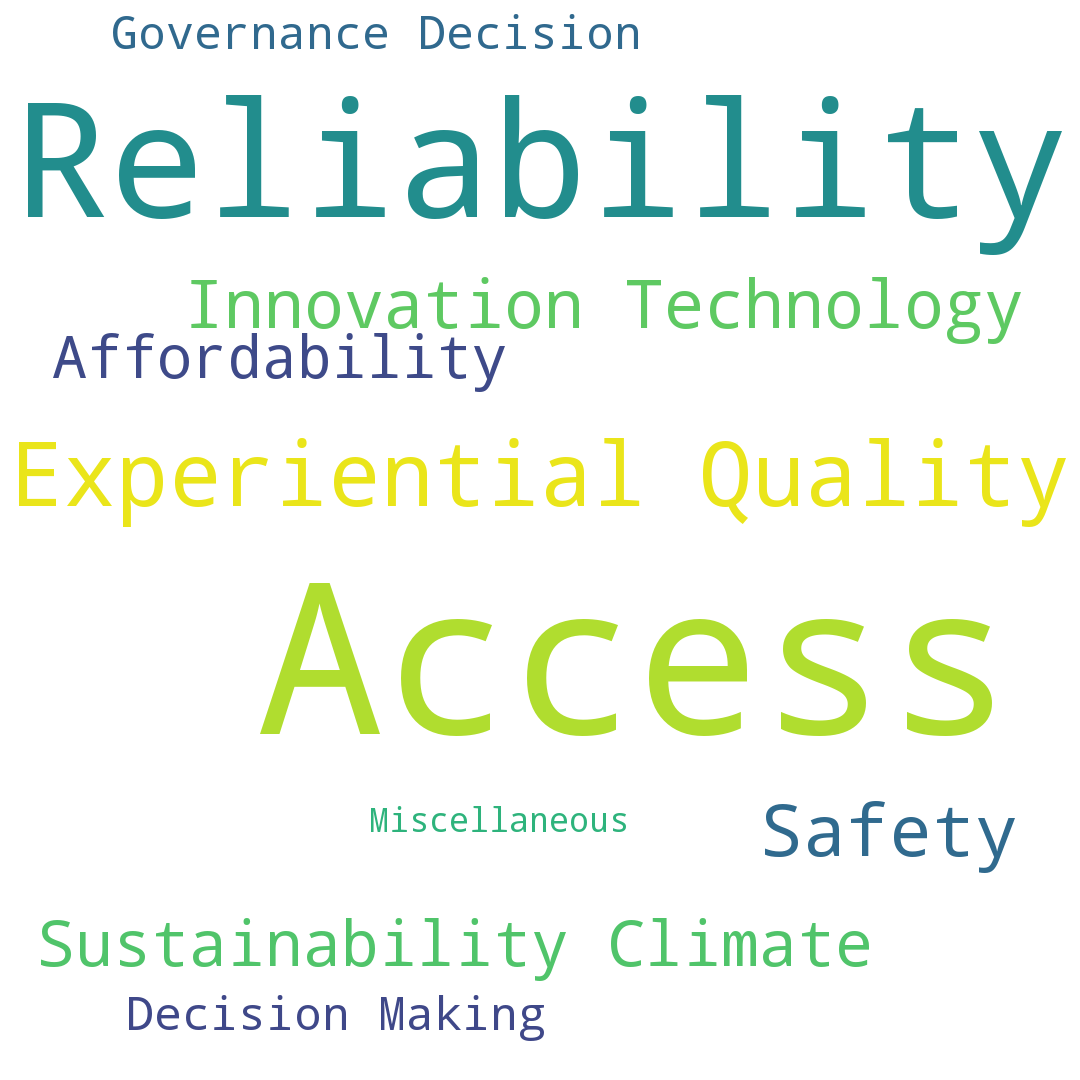 Governance Decision
Reliability
Innovation Technology
Affordability
Experiential Quality
Access
Miscellaneous
Safety
Sustainability Climate
Decision Making